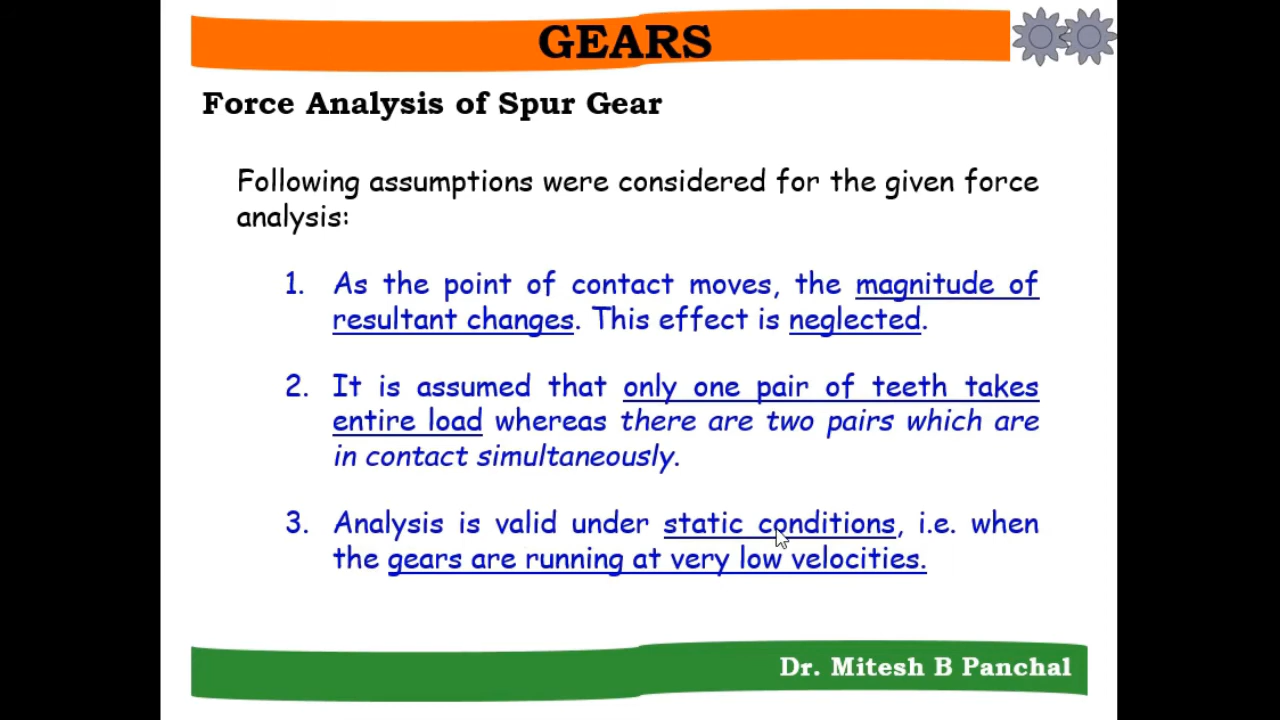 GEARS
Force Analysis of Spur Gear
Following assumptions were considered for the given force
analysis:
1. As the point of contact moves, the magnitude of
resultant changes. This effect is neglected.
2. It is assumed that only one pair of teeth takes
entire load whereas there are two pairs which are
in contact simultaneously.
3. Analysis is valid under static conditions, i.e. when
the gears are running at very low velocities.
Dr. Mitesh B Panchal